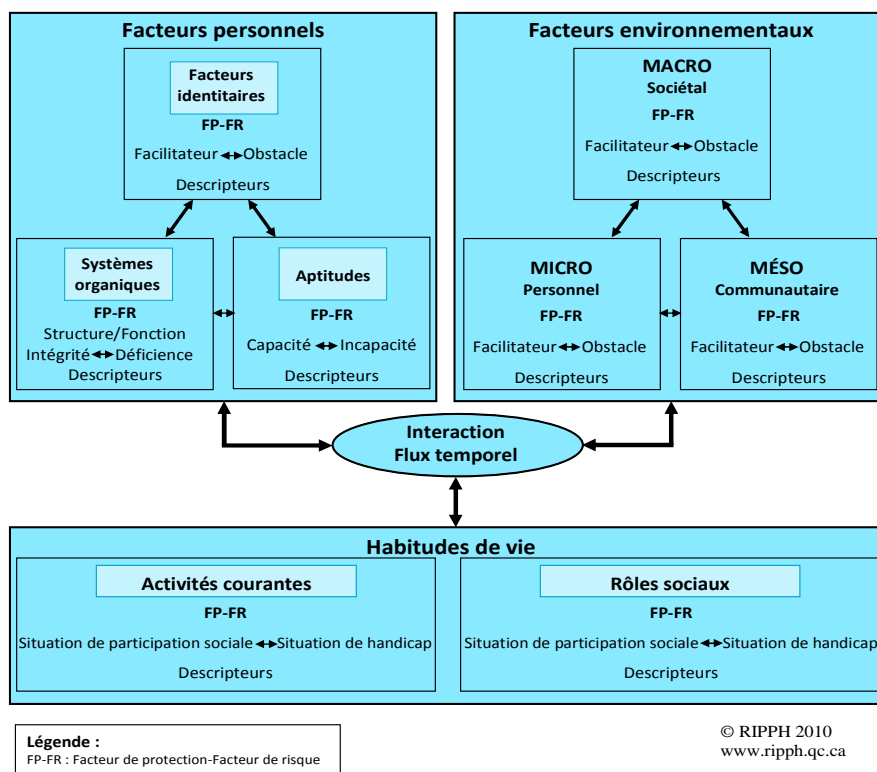 Facteurs personnels
Facteurs identitaires
FP-FR
Facilitateur Obstacle
Descripteurs
Systèmes organiques
FP-FR
Structure/Fonction
Intégrité Déficience
Descripteurs
Aptitudes
FP-FR
Capacité Incapacité
Descripteurs
Facteurs environnementaux
MACRO
Sociétal
FP-FR
Facilitateur Obstacle
Descripteurs
MICRO
Personnel
FP-FR
Facilitateur Obstacle
Descripteurs
MÉSO
Communautaire
FP-FR
Facilitateur Obstacle
Descripteurs
Interaction
Flux temporel
Habitudes de vie
Activités courantes
FP-FR
Situation de participation sociale Situation de handicap
Descripteurs
Rôles sociaux
FP-FR
Situation de participation sociale Situation de handicap
Descripteurs
Légende :
FP-FR : Facteur de protection-Facteur de risque
© RIPPH 2010
www.ripph.qc.ca